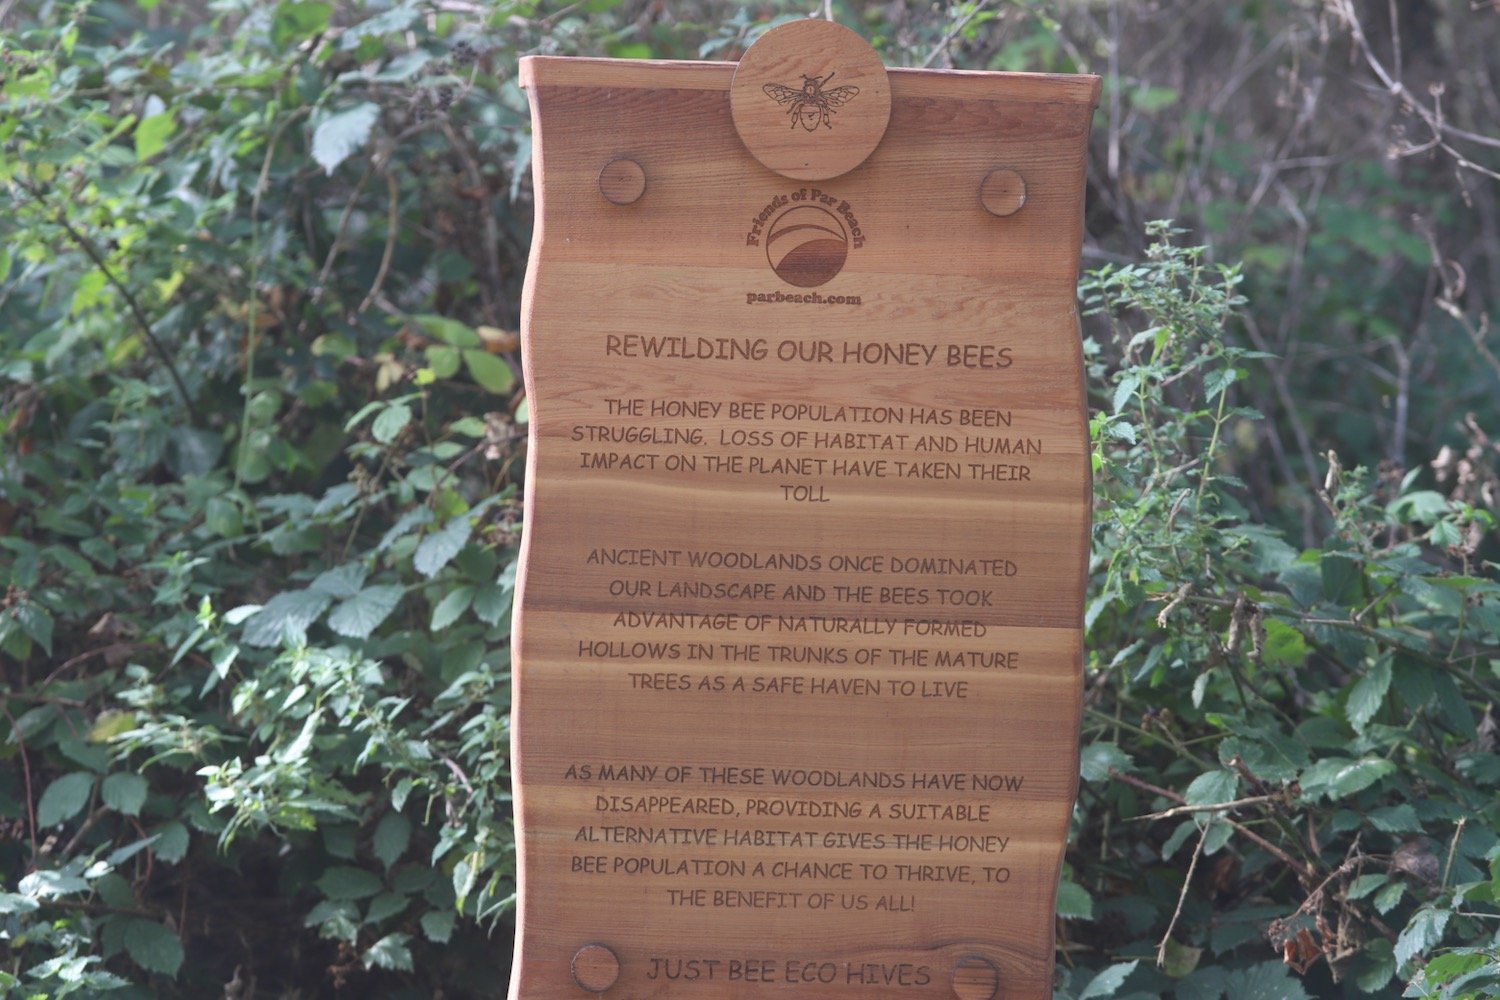 Friends of Par Beach
parbeach.com
REWILDING OUR HONEY BEES
THE HONEY BEE POPULATION HAS BEEN
STRUGGLING. LOSS OF HABITAT AND HUMAN
IMPACT ON THE PLANET HAVE TAKEN THEIR
TOLL
ANCIENT WOODLANDS ONCE DOMINATED
OUR LANDSCAPE AND THE BEES TOOK
ADVANTAGE OF NATURALLY FORMED
HOLLOWS IN THE TRUNKS OF THE MATURE
TREES AS A SAFE HAVEN TO LIVE
AS MANY OF THESE WOODLANDS HAVE NOW
DISAPPEARED, PROVIDING A SUITABLE
ALTERNATIVE HABITAT GIVES THE HONEY
BEE POPULATION A CHANCE TO THRIVE, TO
THE BENEFIT OF US ALL!
JUST BEE ECO HIVES